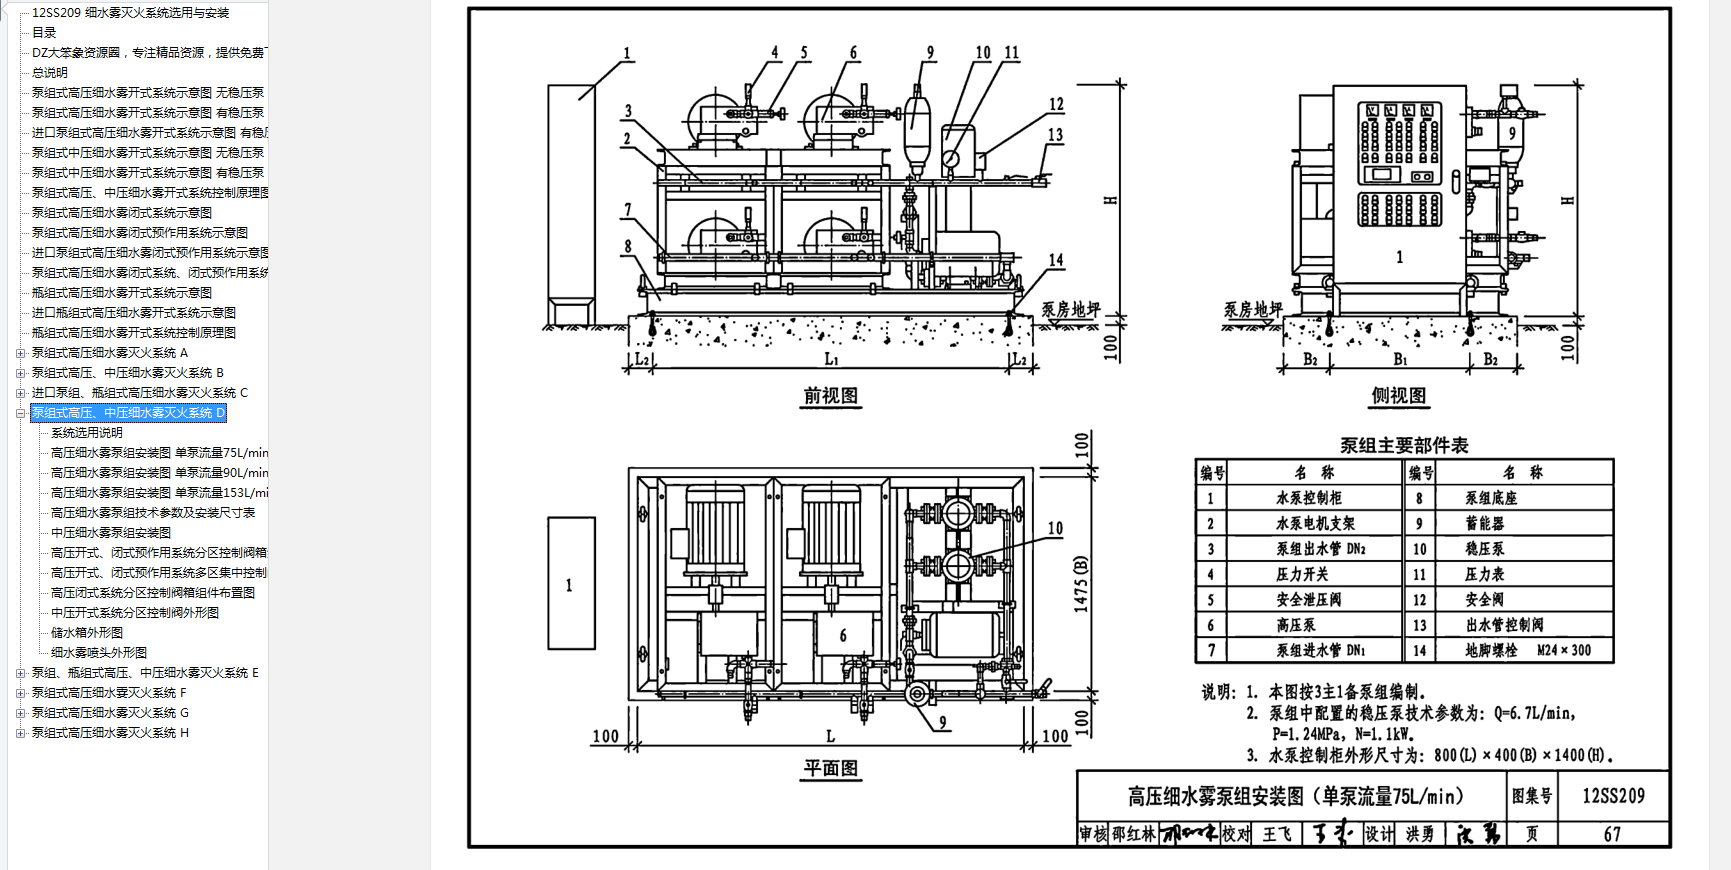 12SS209 细水雾灭火系统选用与安装
目录
DZ大笨象资源圈，专注精品资源，提供免费下
总说明
泵组式高压细水雾开式系统示意图 无稳压泵
泵组式高压细水雾开式系统示意图 有稳压泵
进口泵组式高压细水雾开式系统示意图 有稳压
泵组式中压细水雾开式系统示意图 无稳压泵
泵组式中压细水雾开式系统示意图 有稳压泵
泵组式高压、中压细水雾开式系统控制原理图
泵组式高压细水雾闭式系统示意图
泵组式高压细水雾闭式预作用系统示意图
进口泵组式高压细水雾闭式预作用系统示意图
泵组式高压细水雾闭式系统、闭式预作用系统
瓶组式高压细水雾开式系统示意图
进口瓶组式高压细水雾开式系统示意图
瓶组式高压细水雾开式系统控制原理图
泵组式高压细水雾灭火系统 A
泵组式高压、中压细水雾灭火系统 B
进口泵组、瓶组式高压细水雾灭火系统 C
泵组式高压、中压细水雾灭火系统 D
系统选用说明
高压细水雾泵组安装图 单泵流量75L/min
高压细水雾泵组安装图 单泵流量90L/min
高压细水雾泵组安装图 单泵流量153L/mi
高压细水雾泵组技术参数及安装尺寸表
中压细水雾泵组安装图
高压开式、闭式预作用系统分区控制阀箱
高压开式、闭式预作用系统多区集中控制
高压闭式系统分区控制阀箱组件布置图
中压开式系统分区控制阀外形图
储水箱外形图
细水雾喷头外形图
泵组、瓶组式高压、中压细水雾灭火系统 E
泵组式高压细水雾灭火系统 F
泵组式高压细水雾灭火系统 G
泵组式高压细水雾灭火系统 H
1 4 5 6 9 10 11
3
2
12
13
7
8
14
H
泵房地坪
100
L2 L1 L2
前视图
9
1
H
泵房地坪
100
B2 B1 B2
侧视图
100
1
6
10
1475(B)
9
100
100 L 100
平面图
泵组主要部件表
编号 名 称 编号 名 称
1 水泵控制柜 8 泵组底座
2 水泵电机支架 9 蓄能器
3 泵组出水管 DN2 10 稳压泵
4 压力开关 11 压力表
5 安全泄压阀 12 安全阀
6 高压泵 13 出水管控制阀
7 泵组进水管 DN1 14 地脚螺栓 M24×300
说明：1. 本图按3主1备泵组编制。
2. 泵组中配置的稳压泵技术参数为：Q=6.7L/min，
P=1.24MPa，N=1.1kW。
3. 水泵控制柜外形尺寸为：800(L)×400(B)×1400(H)。
高压细水雾泵组安装图（单泵流量75L/min） 图集号 12SS209
审核 邵红林 校对 王飞 设计 洪勇 页 67